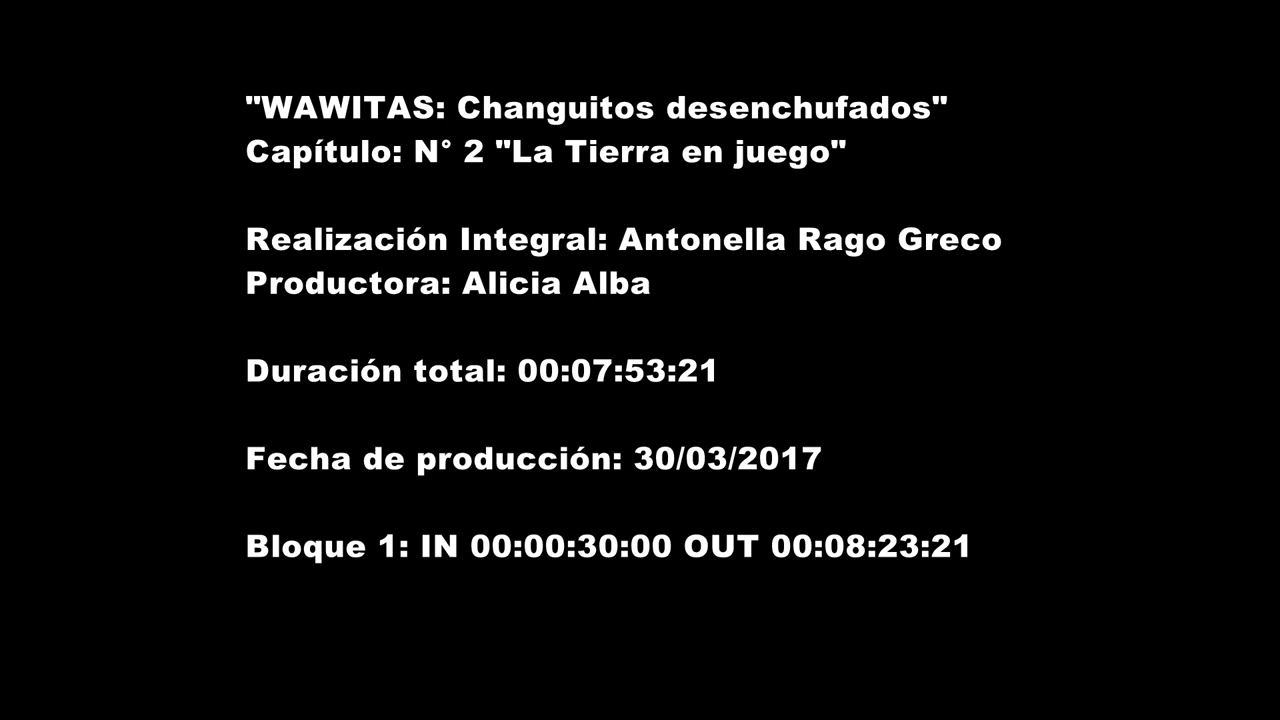 "WAWITAS: Changuitos desenchufados"
Capítulo: N° 2 "La Tierra en juego"
Realización Integral: Antonella Rago Greco
Productora: Alicia Alba
Duración total: 00:07:53:21
Fecha de producción: 30/03/2017
Bloque 1: IN 00:00:30:00 OUT 00:08:23:21